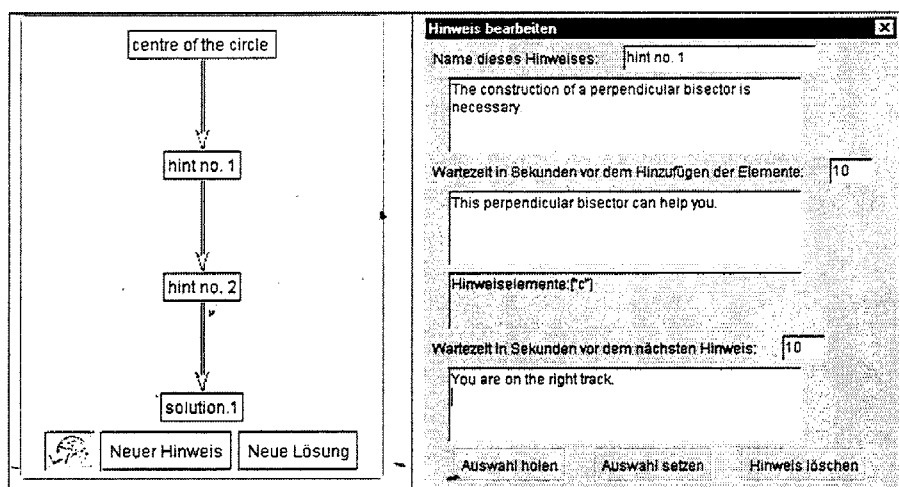 centre of the circle
hint no. 1
hint no. 2
solution.1
Neuer Hinweis
Neue Lösung
Hinweis bearbeiten
Name dieses Hinweises:
hint no. 1
The construction of a perpendicular bisector is
necessary.
Wartezeit in Sekunden vor dem Hinzufügen der Elemente:
10
This perpendicular bisector can help you.
Hinweiselemente:["c"]
Wartezeit in Sekunden vor dem nächsten Hinweis:
10
You are on the right track.
Auswahl holen
Auswahl setzen
Hinweis löschen